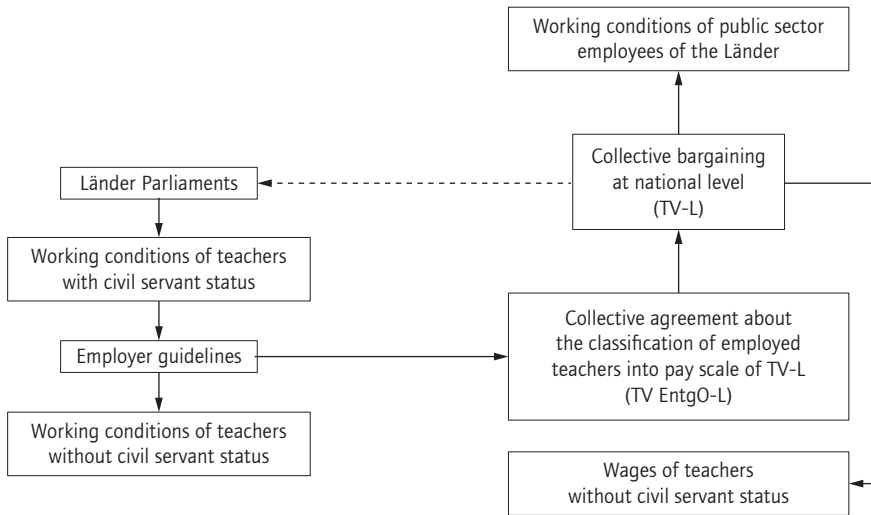 Working conditions of public sector
employees of the Länder
Collective bargaining
at national level
(TV-L)
Länder Parliaments
Working conditions of teachers
with civil servant status
Collective agreement about
the classification of employed
teachers into pay scale of TV-L
(TV EntgO-L)
Employer guidelines
Working conditions of teachers
without civil servant status
Wages of teachers
without civil servant status